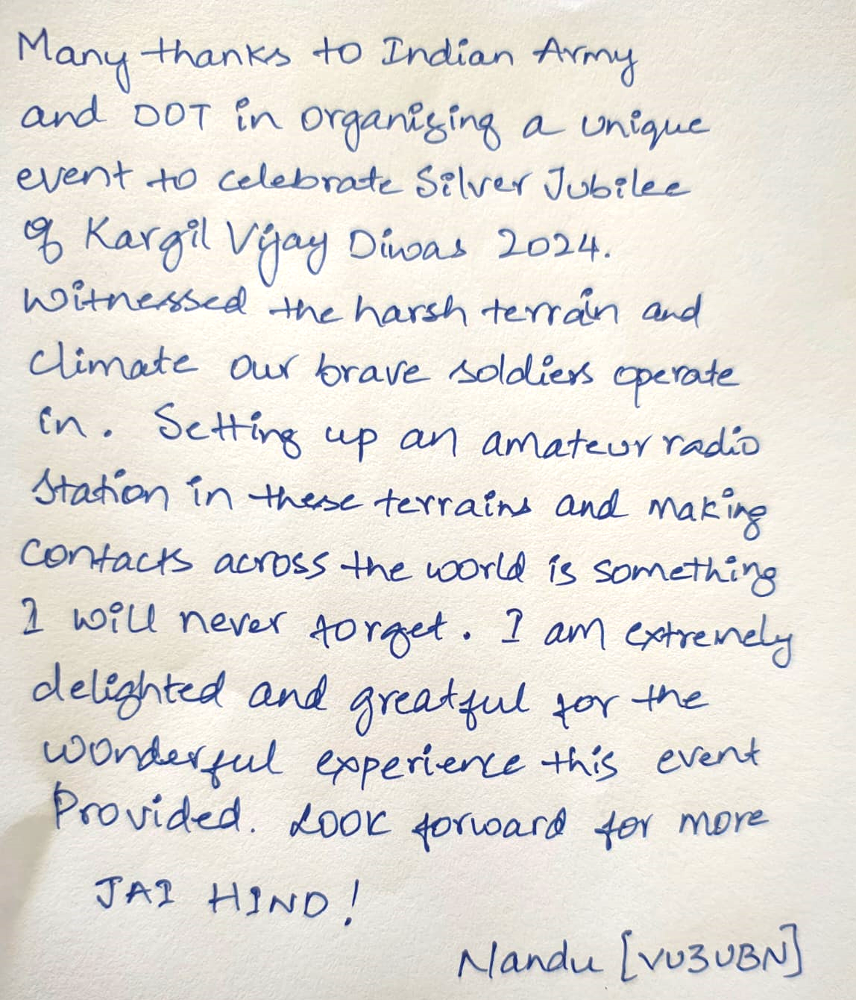 Many thanks to Indian Army
and DOT in organizing a unique
event to celebrate Silver Jubilee
of Kargil Vijay Diwas 2024.
Witnessed the harsh terrain and
climate our brave soldiers operate
in. Setting up an amateur radio
station in these terrains and making
contacts across the world is something
I will never forget. I am extremely
delighted and greatful for the
wonderful experience this event
Provided. Look forward for more
JAI HIND!
Nandu [VU3UBN]